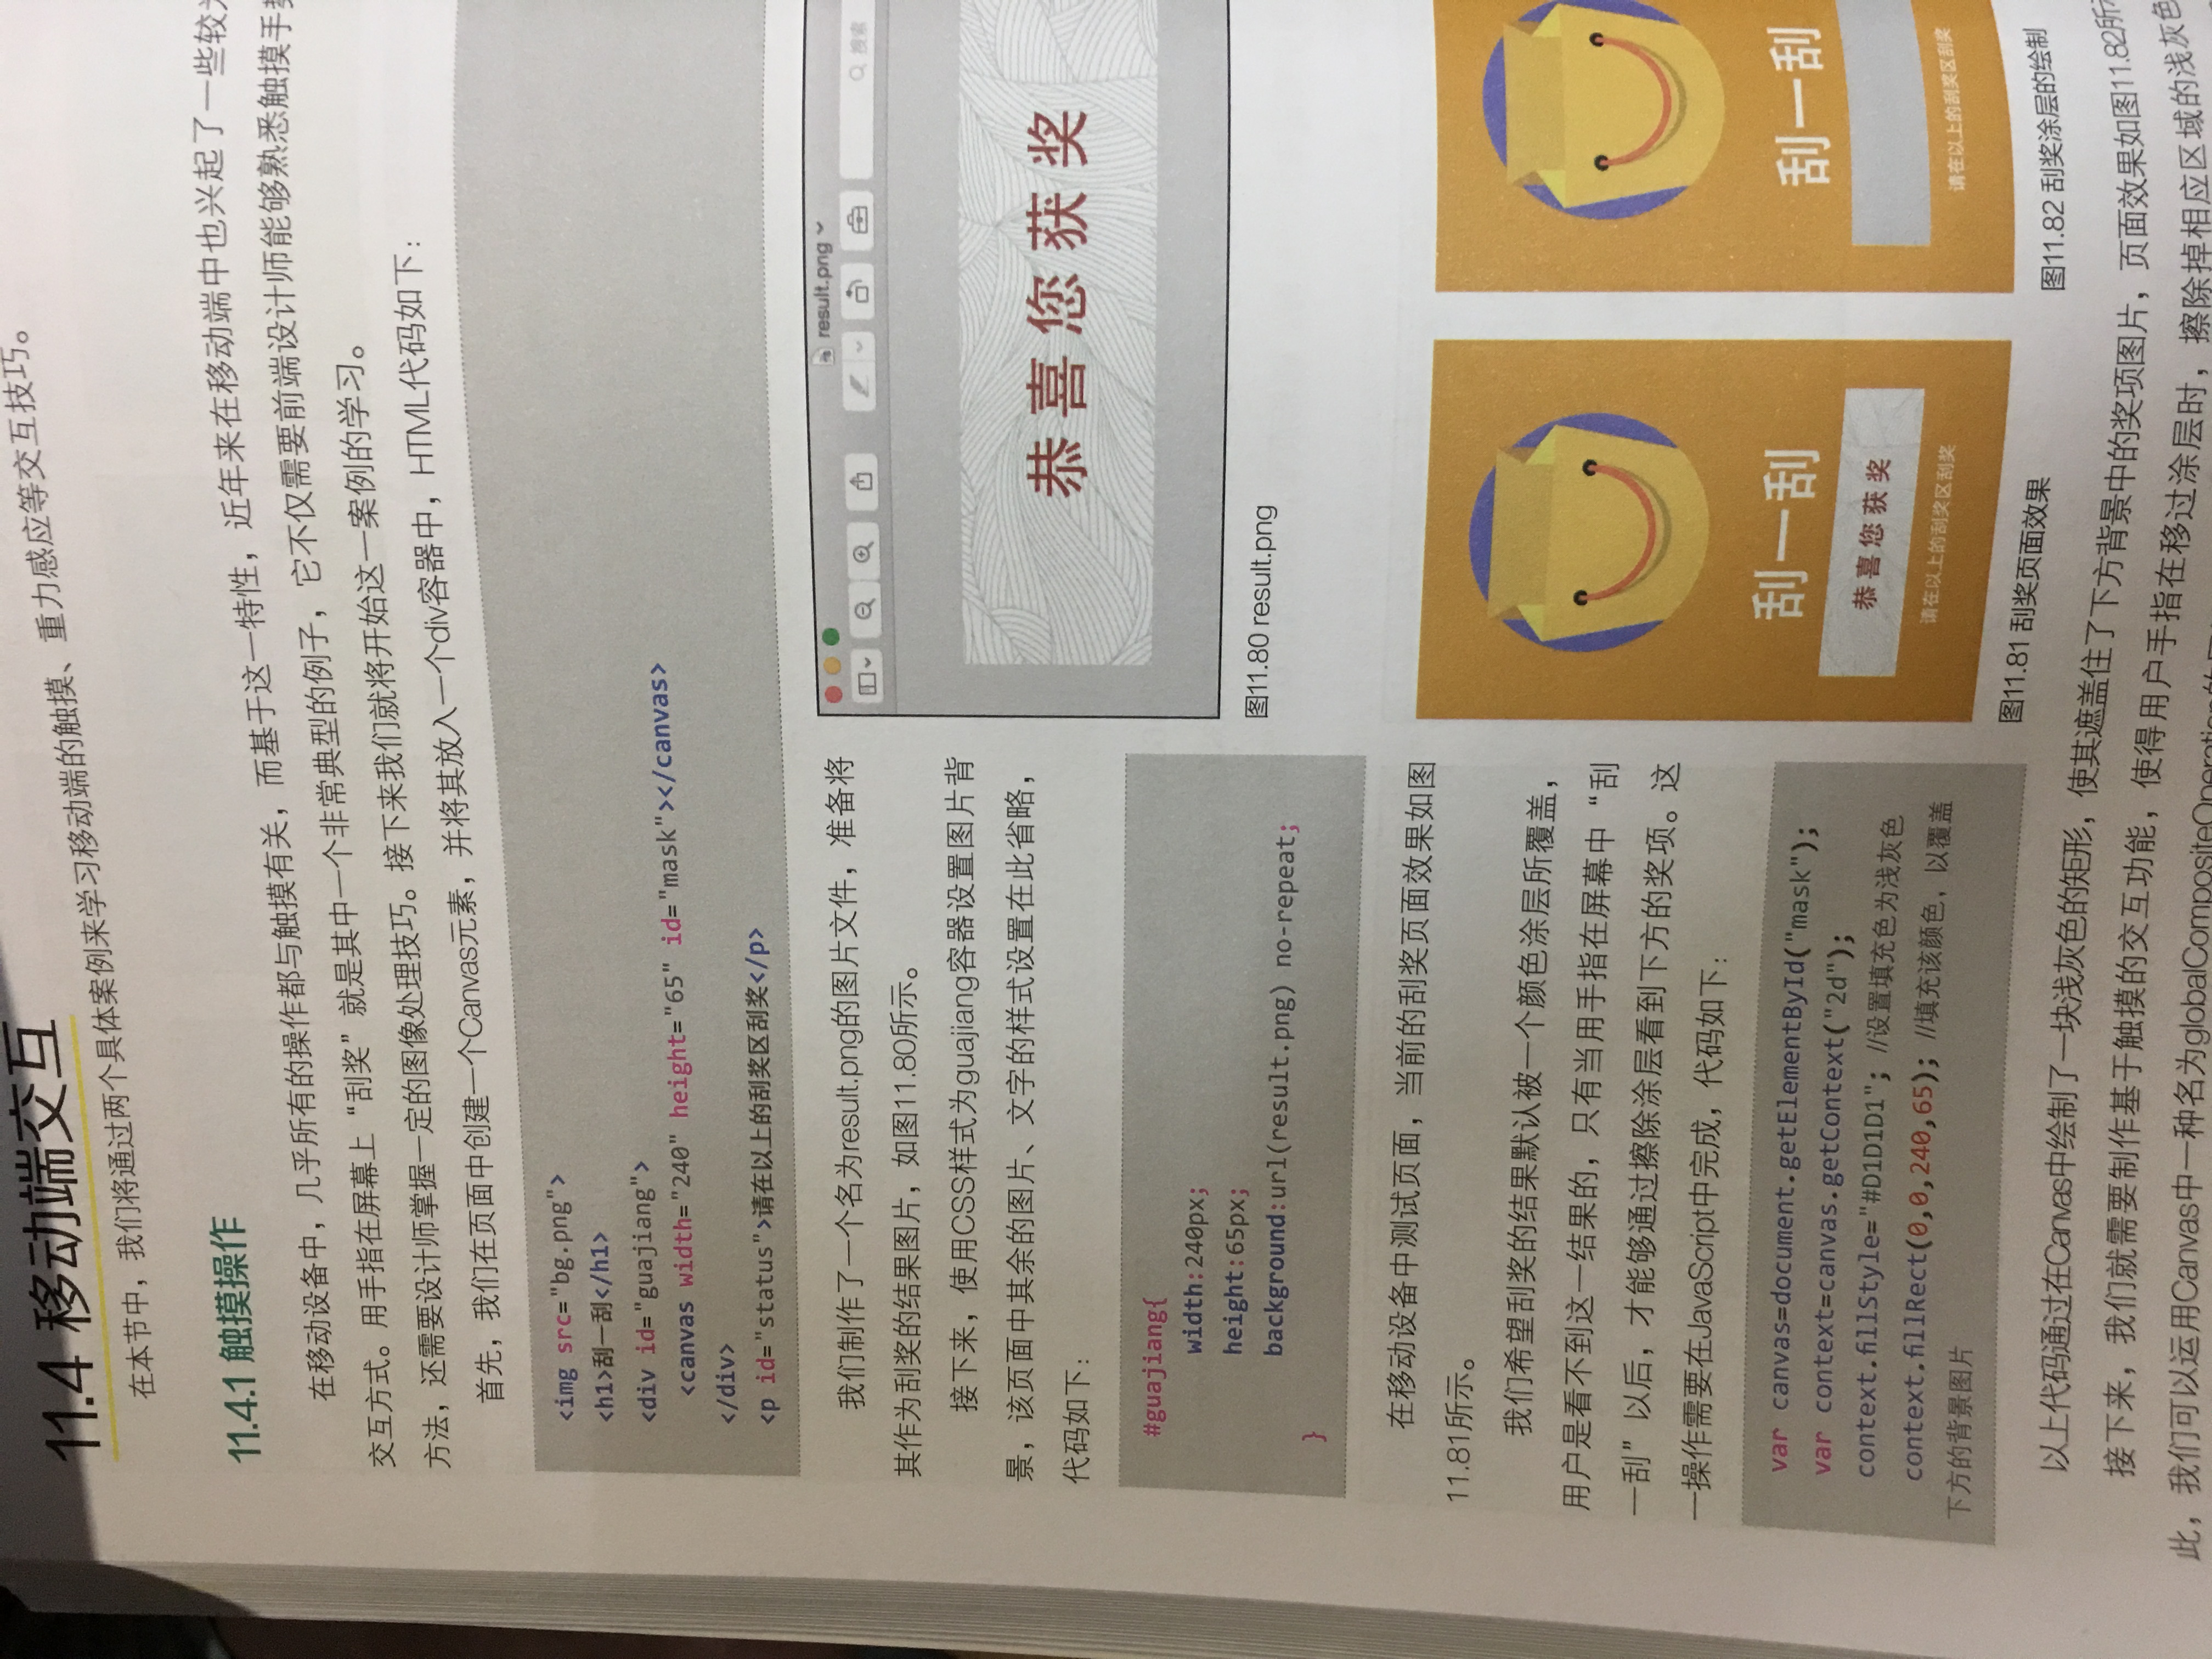 11.4 移动端交互
在本节中，我们将通过两个具体案例来学习移动端的触摸、重力感应等交互技巧。
11.4.1 触摸操作
在移动设备中，几乎所有的操作都与触摸有关，而基于这一特性，近年来在移动端中也兴起了一些较
交互方式。用手指在屏幕上“刮奖”就是其中一个非常典型的例子，它不仅需要前端设计师能够熟悉触摸手
方法，还需要设计师掌握一定的图像处理技巧。接下来我们就将开始这一案例的学习。
首先，我们在页面中创建一个Canvas元素，并将其放入一个div容器中，HTML代码如下：
<img src="bg.png">
<h1>刮一刮</h1>
<div id="guajiang">
<canvas width="240" height="65" id="mask"></canvas>
</div>
<p id="status">请在以上的刮奖区刮奖</p>
我们制作了一个名为result.png的图片文件，准备将
其作为刮奖的结果图片，如图11.80所示。
接下来，使用CSS样式为guajiang容器设置图片背
景，该页面中其余的图片、文字的样式设置在此省略，
代码如下：
#guajiang{
width:240px;
height:65px;
background:url(result.png) no-repeat;
}
result.png
搜索
恭喜您获奖
图11.80 result.png
在移动设备中测试页面，当前的刮奖页面效果如图
11.81所示。
我们希望刮奖的结果默认被一个颜色涂层所覆盖，
用户是看不到这一结果的，只有当用手指在屏幕中“刮
一刮”以后，才能够通过擦除涂层看到下方的奖项。这
一操作需要在JavaScript中完成，代码如下：
var canvas=document.getElementById("mask");
var context=canvas.getContext("2d");
context.fillStyle="#D1D1D1"; //设置填充色为浅灰色
context.fillRect(0,0,240,65); //填充该颜色，以覆盖
下方的背景图片
刮一刮
恭喜您获奖
请在以上的刮奖区刮奖
图11.81 刮奖页面效果
刮一刮
请在以上的刮奖区刮奖
图11.82 刮奖涂层的绘制
以上代码通过在Canvas中绘制了一块浅灰色的矩形，使其遮盖住了下方背景中的奖项图片，页面效果如图11.82所
接下来，我们就需要制作基于触摸的交互功能，使得用户手指在移过涂层时，擦除掉相应区域的浅灰色
此，我们可以运用Canvas中一种名为globalCompositeOperation的